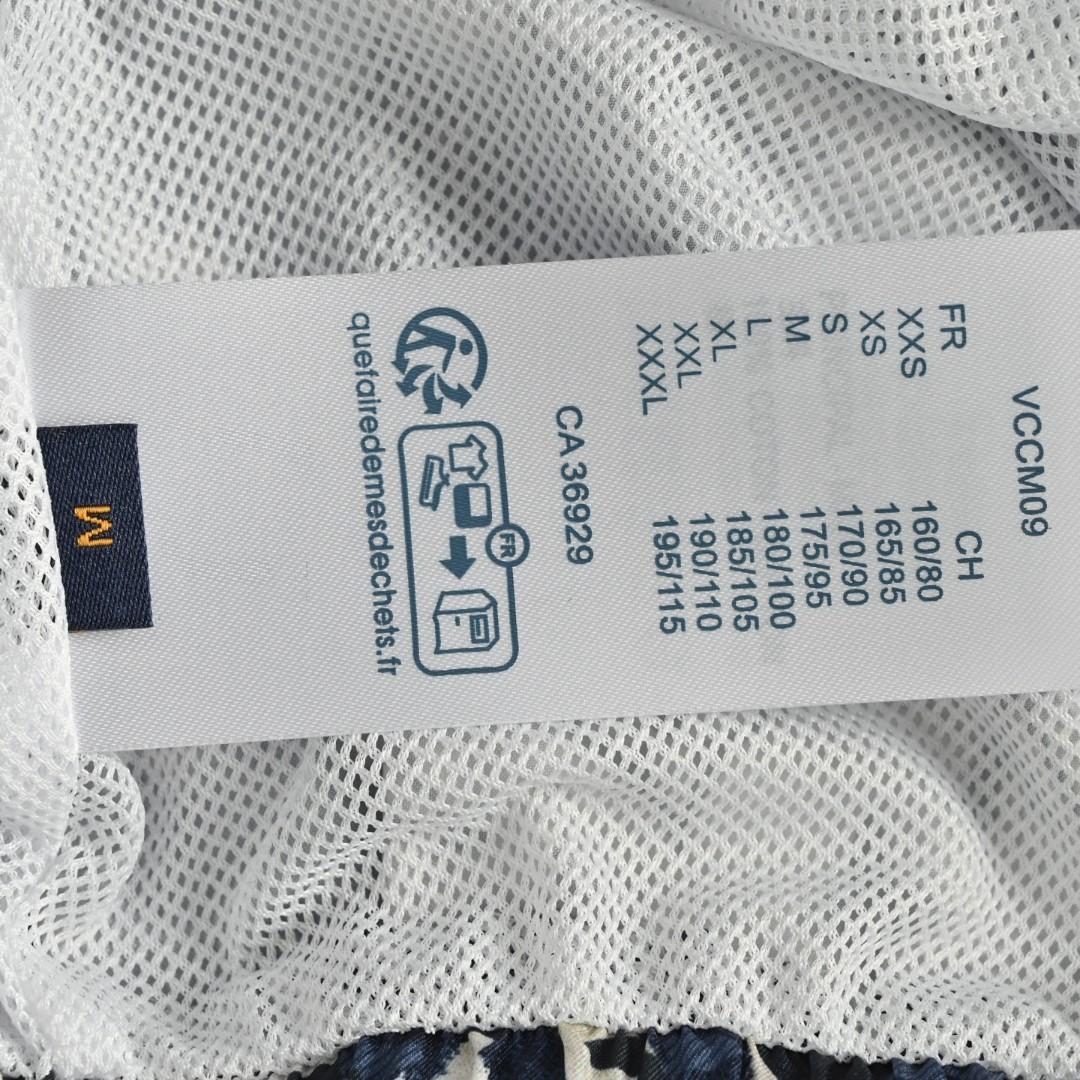 VCCM09
FR CH
XXS 160/80
XS 165/85
S 170/90
M 175/95
L 180/100
XL 185/105
XXL 190/110
XXXL 195/115
CA 36929
FR
quefairedemesdechets.fr
M